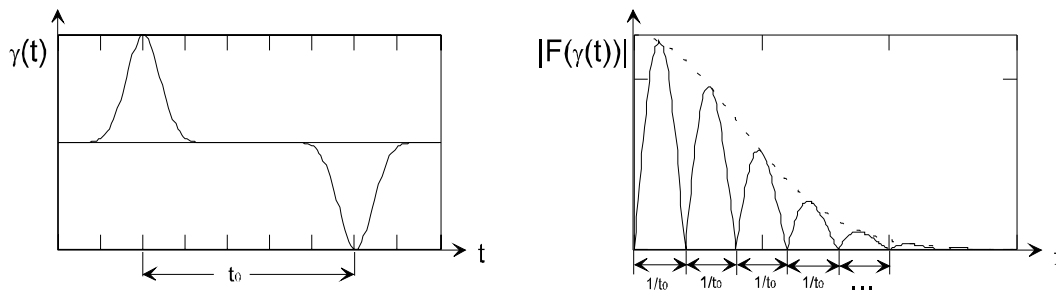 γ(t)
t
t₀
|F(γ(t))|
1/t₀ 1/t₀ 1/t₀ 1/t₀ ...